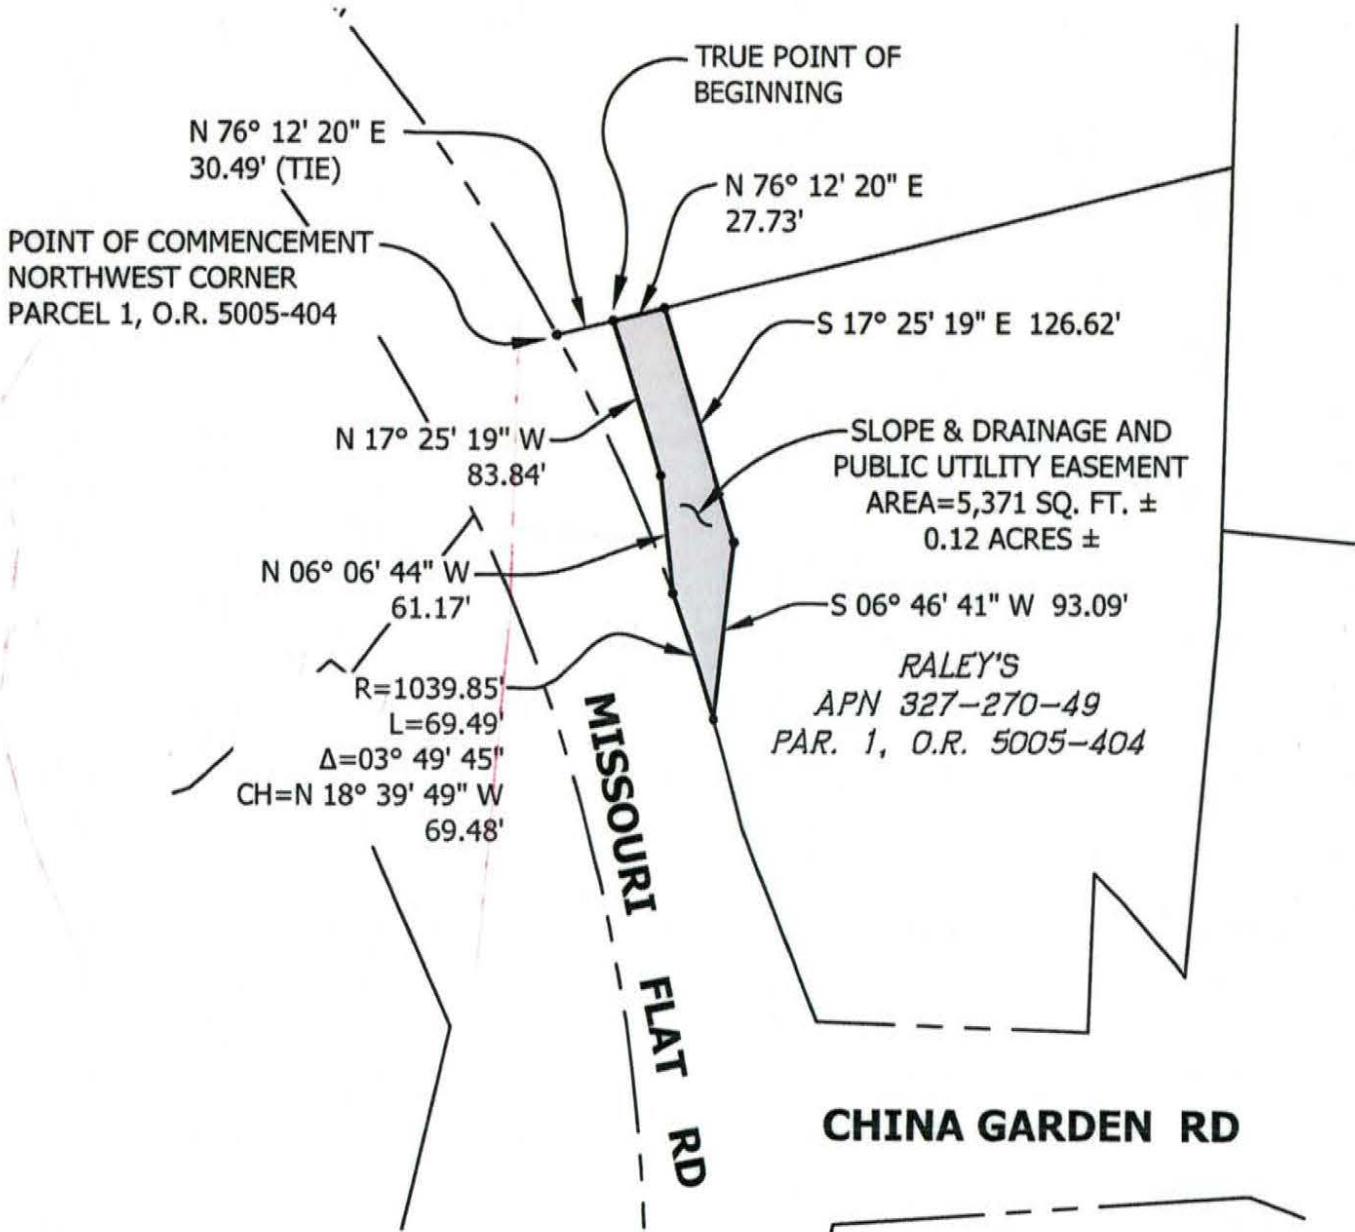 TRUE POINT OF
BEGINNING
N 76° 12' 20" E
30.49' (TIE)
N 76° 12' 20" E
27.73'
POINT OF COMMENCEMENT
NORTHWEST CORNER
PARCEL 1, O.R. 5005-404
S 17° 25' 19" E 126.62'
N 17° 25' 19" W
83.84'
SLOPE & DRAINAGE AND
PUBLIC UTILITY EASEMENT
AREA=5,371 SQ. FT. ±
0.12 ACRES ±
N 06° 06' 44" W
61.17'
S 06° 46' 41" W 93.09'
RALEY'S
APN 327-270-49
PAR. 1, O.R. 5005-404
R=1039.85'
L=69.49'
Δ=03° 49' 45"
CH=N 18° 39' 49" W
69.48'
MISSOURI FLAT RD
CHINA GARDEN RD